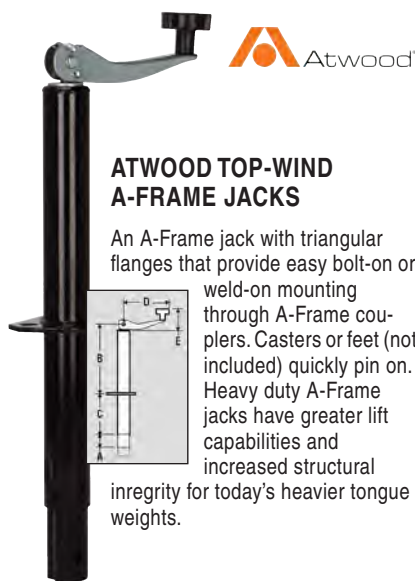 Atwood
ATWOOD TOP-WIND
A-FRAME JACKS
An A-Frame jack with triangular
flanges that provide easy bolt-on or
weld-on mounting
through A-Frame cou-
plers. Casters or feet (not
included) quickly pin on.
Heavy duty A-Frame
jacks have greater lift
capabilities and
increased structural
inregrity for today's heavier tongue
weights.
D
E
B
C
A